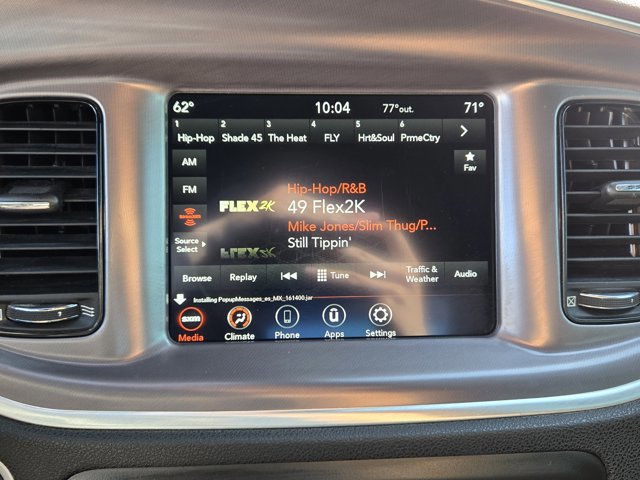 62° 10:04 77° out. 71°
1 2 3 4 5 6
Hip-Hop Shade 45 The Heat FLY Hrt&Soul PrmeCtry
AM
Fav
FM
Hip-Hop/R&B
FLEX2K 49 Flex2K
Mike Jones/Slim Thug/P...
Source
Select
Still Tippin'
FLEX2K
Browse Replay Tune Traffic &
Weather Audio
Installing PopupMessages_es_MX_161400.jar
sxm
Media Climate Phone Apps Settings
?